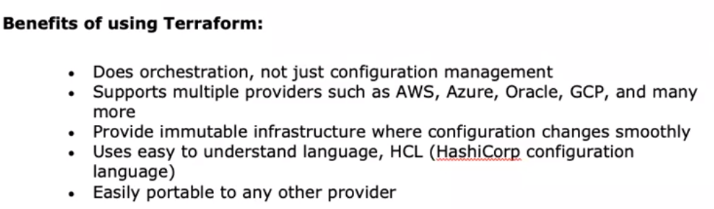 Benefits of using Terraform:
• Does orchestration, not just configuration management
• Supports multiple providers such as AWS, Azure, Oracle, GCP, and many
more
• Provide immutable infrastructure where configuration changes smoothly
• Uses easy to understand language, HCL (HashiCorp configuration
language)
• Easily portable to any other provider